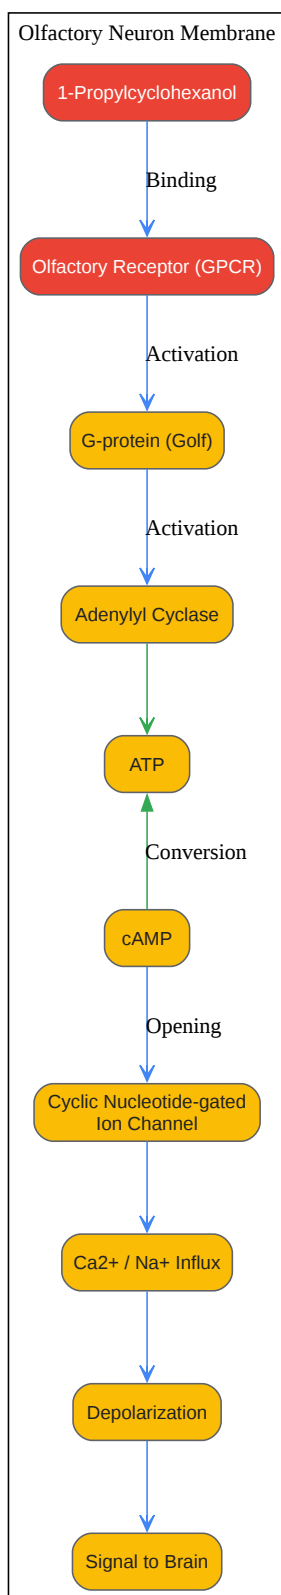 Olfactory Neuron Membrane
1-Propylcyclohexanol
Binding
Olfactory Receptor (GPCR)
Activation
G-protein (Golf)
Activation
Adenylyl Cyclase
ATP
Conversion
cAMP
Opening
Cyclic Nucleotide-gated
Ion Channel
Ca2+ / Na+ Influx
Depolarization
Signal to Brain